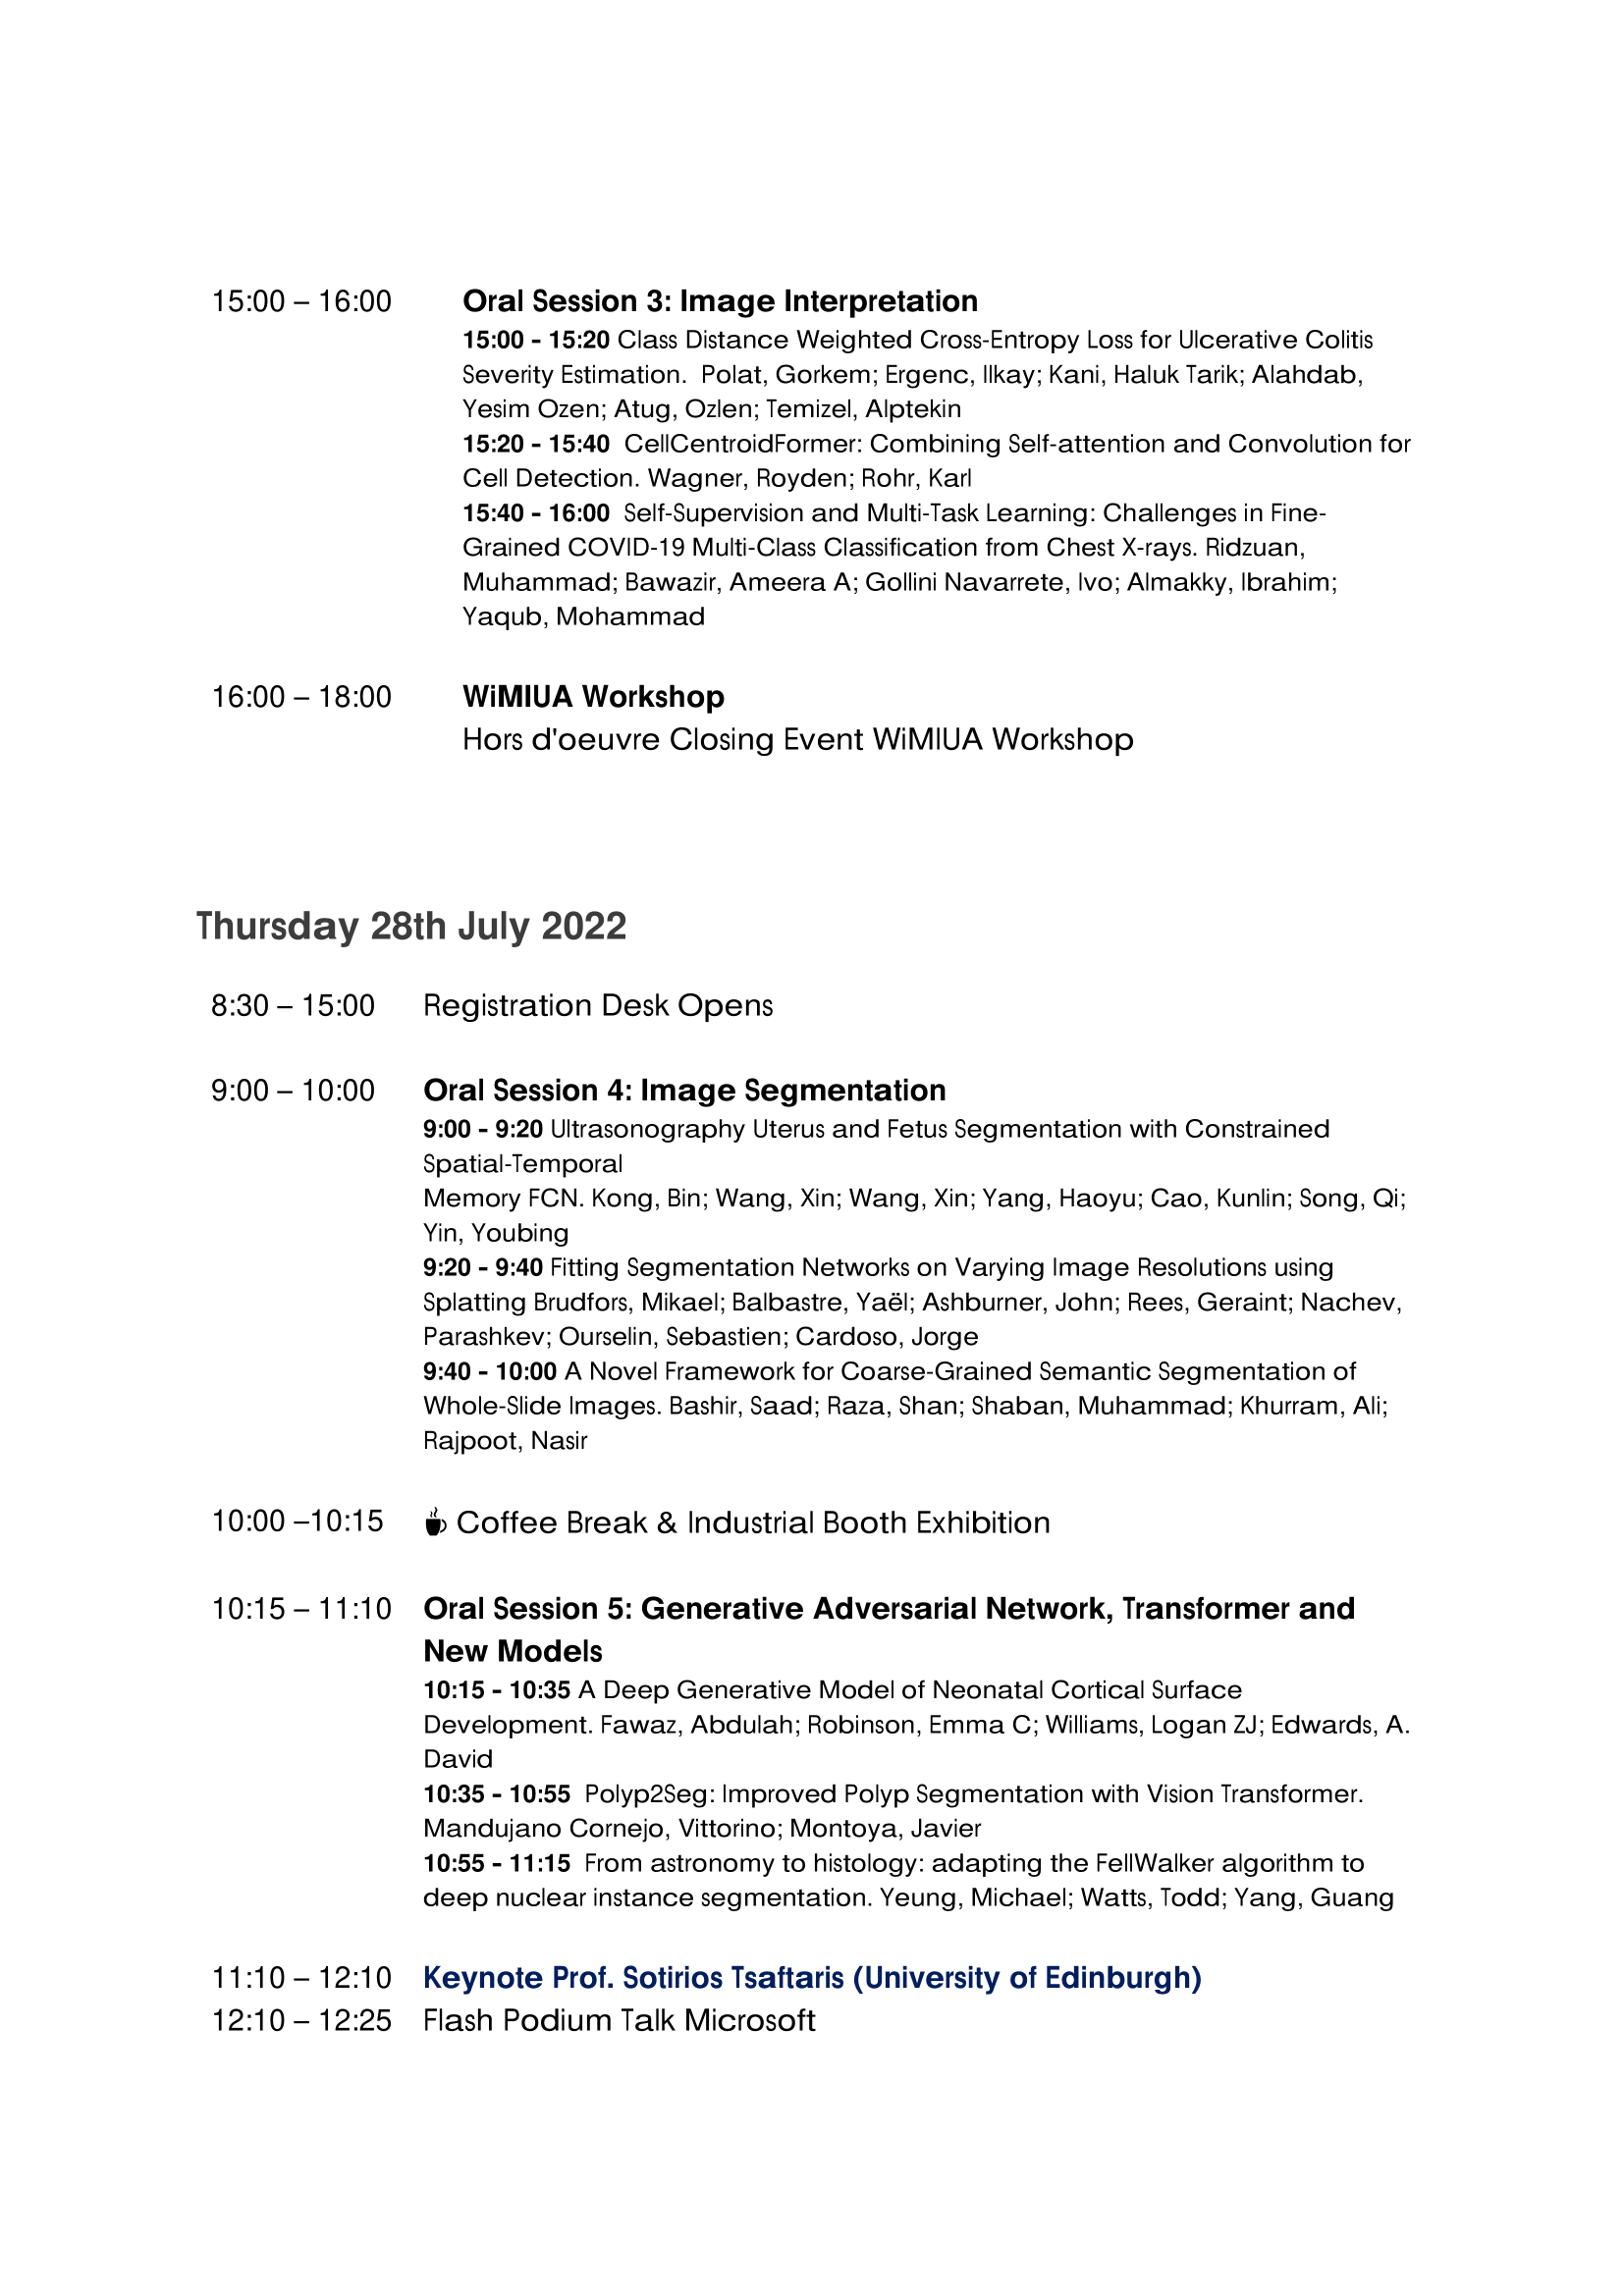 15:00 – 16:00 Oral Session 3: Image Interpretation
15:00 - 15:20 Class Distance Weighted Cross-Entropy Loss for Ulcerative Colitis
Severity Estimation.  Polat, Gorkem; Ergenc, Ilkay; Kani, Haluk Tarik; Alahdab,
Yesim Ozen; Atug, Ozlen; Temizel, Alptekin
15:20 - 15:40  CellCentroidFormer: Combining Self-attention and Convolution for
Cell Detection. Wagner, Royden; Rohr, Karl
15:40 - 16:00  Self-Supervision and Multi-Task Learning: Challenges in Fine-
Grained COVID-19 Multi-Class Classification from Chest X-rays. Ridzuan,
Muhammad; Bawazir, Ameera A; Gollini Navarrete, Ivo; Almakky, Ibrahim;
Yaqub, Mohammad
16:00 – 18:00 WiMIUA Workshop
Hors d'oeuvre Closing Event WiMIUA Workshop
Thursday 28th July 2022
8:30 – 15:00 Registration Desk Opens
9:00 – 10:00 Oral Session 4: Image Segmentation
9:00 - 9:20 Ultrasonography Uterus and Fetus Segmentation with Constrained
Spatial-Temporal
Memory FCN. Kong, Bin; Wang, Xin; Wang, Xin; Yang, Haoyu; Cao, Kunlin; Song, Qi;
Yin, Youbing
9:20 - 9:40 Fitting Segmentation Networks on Varying Image Resolutions using
Splatting Brudfors, Mikael; Balbastre, Yaël; Ashburner, John; Rees, Geraint; Nachev,
Parashkev; Ourselin, Sebastien; Cardoso, Jorge
9:40 - 10:00 A Novel Framework for Coarse-Grained Semantic Segmentation of
Whole-Slide Images. Bashir, Saad; Raza, Shan; Shaban, Muhammad; Khurram, Ali;
Rajpoot, Nasir
10:00 –10:15 Coffee Break & Industrial Booth Exhibition
10:15 – 11:10 Oral Session 5: Generative Adversarial Network, Transformer and
New Models
10:15 - 10:35 A Deep Generative Model of Neonatal Cortical Surface
Development. Fawaz, Abdulah; Robinson, Emma C; Williams, Logan ZJ; Edwards, A.
David
10:35 - 10:55  Polyp2Seg: Improved Polyp Segmentation with Vision Transformer.
Mandujano Cornejo, Vittorino; Montoya, Javier
10:55 - 11:15  From astronomy to histology: adapting the FellWalker algorithm to
deep nuclear instance segmentation. Yeung, Michael; Watts, Todd; Yang, Guang
11:10 – 12:10 Keynote Prof. Sotirios Tsaftaris (University of Edinburgh)
12:10 – 12:25 Flash Podium Talk Microsoft